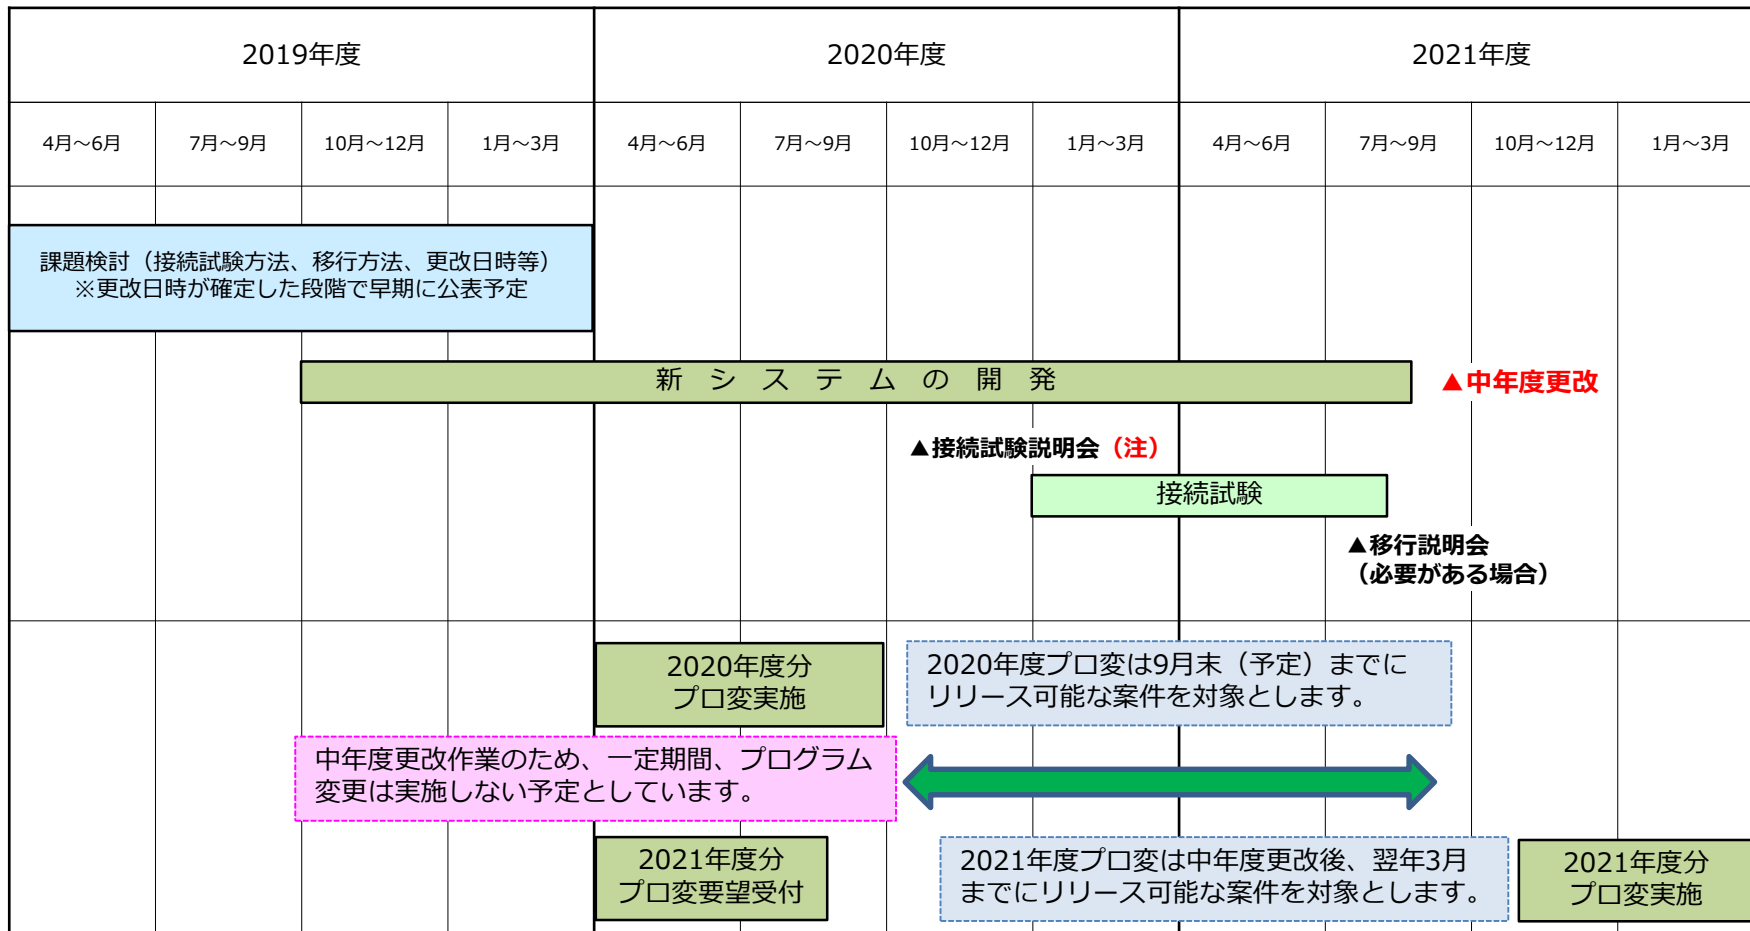 2019年度
2020年度
2021年度
4月～6月
7月～9月
10月～12月
1月～3月
4月～6月
7月～9月
10月～12月
1月～3月
4月～6月
7月～9月
10月～12月
1月～3月
課題検討（接続試験方法、移行方法、更改日時等）
※更改日時が確定した段階で早期に公表予定
新システムの開発
▲中年度更改
▲接続試験説明会（注）
接続試験
▲移行説明会
（必要がある場合）
2020年度分
プロ変実施
2020年度プロ変は9月末（予定）までに
リリース可能な案件を対象とします。
中年度更改作業のため、一定期間、プログラム
変更は実施しない予定としています。
2021年度分
プロ変要望受付
2021年度プロ変は中年度更改後、翌年3月
までにリリース可能な案件を対象とします。
2021年度分
プロ変実施